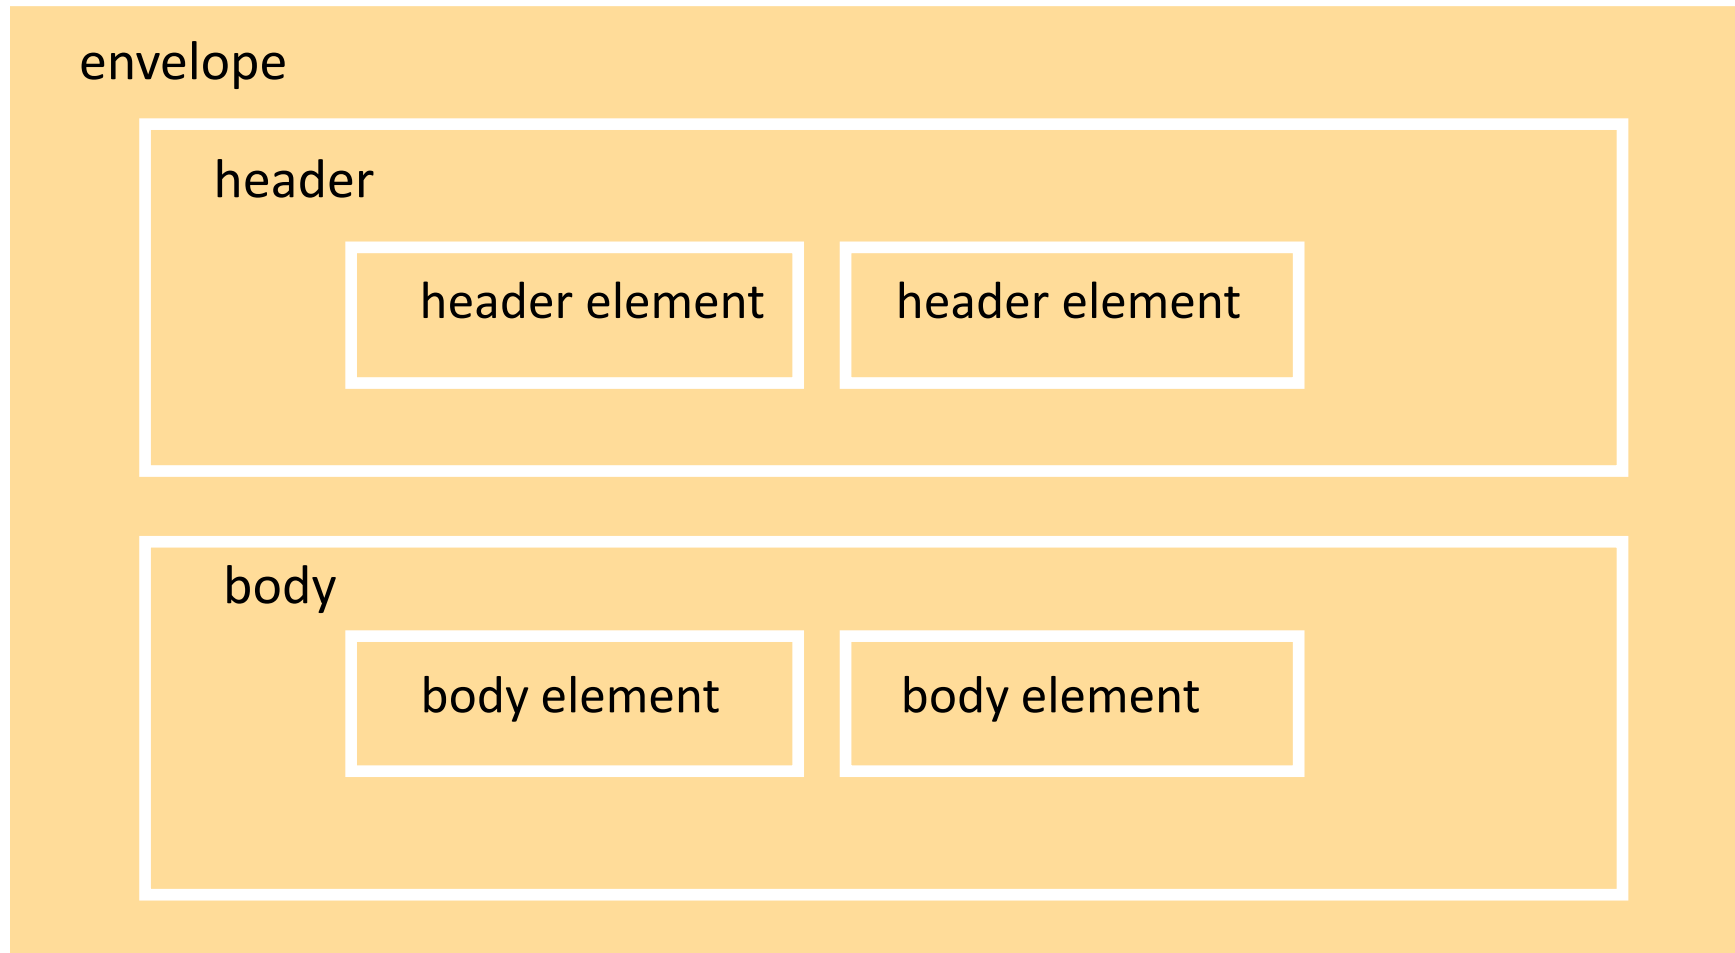 envelope
header
header element header element
body
body element body element